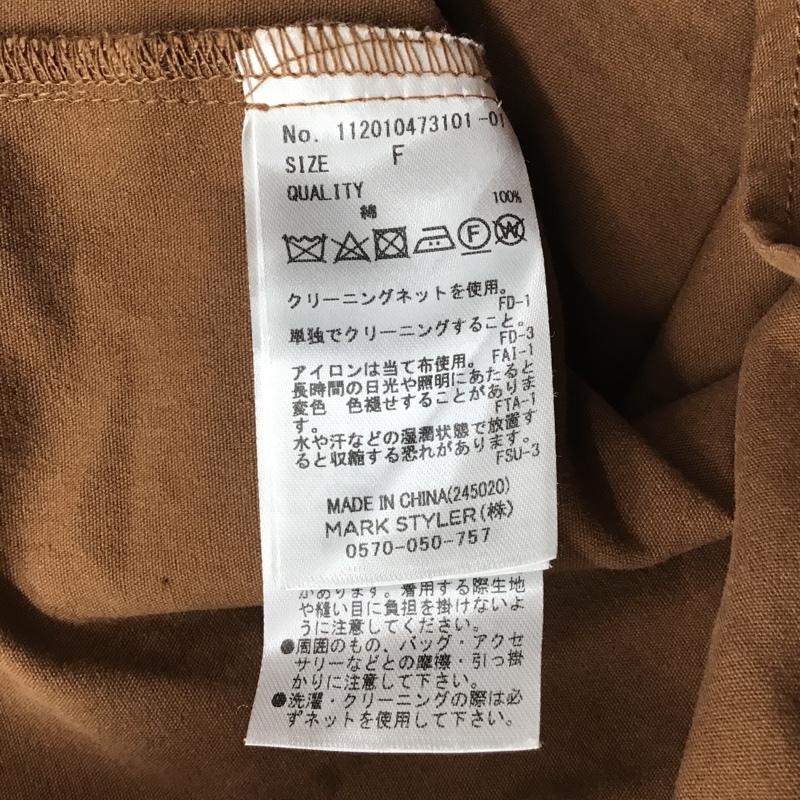 No. 112010473101-01
SIZE F
QUALITY
綿 100%
F W
クリーニングネットを使用。
FD-1
単独でクリーニングすること。
FD-3
アイロンは当て布使用。 FAI-1
長時間の日光や照明にあたると
変色 色褪せすることがありま
す。 FTA-1
水や汗などの湿潤状態で放置す
ると収縮する恐れがあります。
FSU-3
MADE IN CHINA(245020)
MARK STYLER(株)
0570-050-757
があります。着用する際生地
や縫い目に負担を掛けないよ
うに注意してください。
●周囲のもの、バッグ・アクセ
サリーなどとの摩擦・引っ掛
かりに注意して下さい。
●洗濯・クリーニングの際は必
ずネットを使用して下さい。